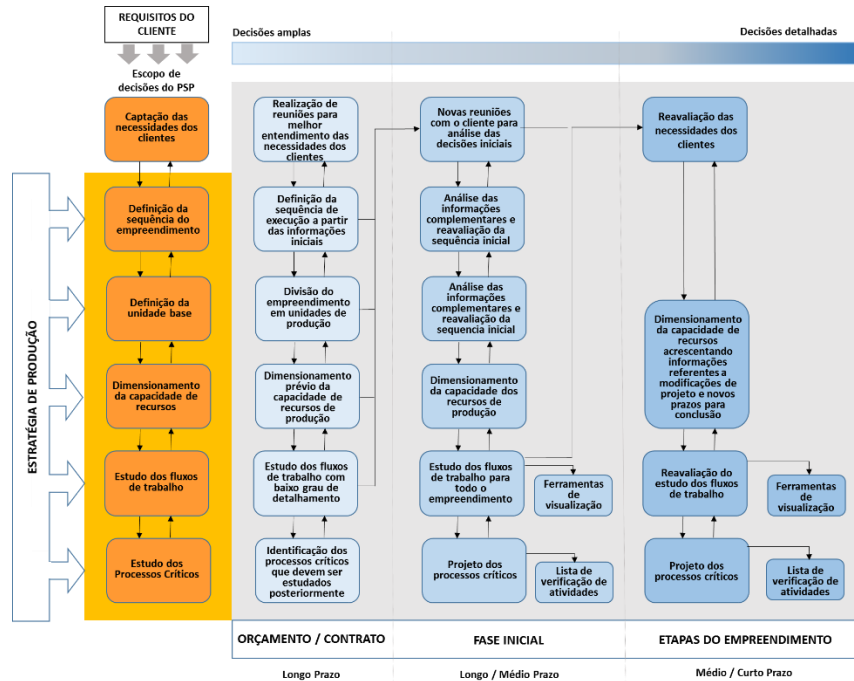 REQUISITOS DO
CLIENTE
Escopo de
decisões do PSP
Decisões amplas
Decisões detalhadas
ESTRATÉGIA DE PRODUÇÃO
Captação das
necessidades dos
clientes
Definição da
sequência do
empreendimento
Definição da
unidade base
Dimensionamento
da capacidade de
recursos
Estudo dos fluxos
de trabalho
Estudo dos
Processos Críticos
Realização de
reuniões para
melhor
entendimento das
necessidades dos
clientes
Definição da
sequência de
execução a partir
das informações
iniciais
Divisão do
empreendimento
em unidades de
produção
Dimensionamento
prévio da
capacidade de
recursos de
produção
Estudo dos fluxos
de trabalho com
baixo grau de
detalhamento
Identificação dos
processos críticos
que devem ser
estudados
posteriormente
Novas reuniões
com o cliente para
análise das
decisões iniciais
Análise das
informações
complementares e
reavaliação da
sequência inicial
Análise das
informações
complementares e
reavaliação da
sequencia inicial
Dimensionamento
da capacidade dos
recursos de
produção
Estudo dos fluxos
de trabalho para
todo o
empreendimento
Ferramentas
de
visualização
Projeto dos
processos críticos
Lista de
verificação de
atividades
Reavaliação das
necessidades dos
clientes
Dimensionamento
da capacidade de
recursos
acrescentando
informações
referentes a
modificações de
projeto e novos
prazos para
conclusão
Reavaliação do
estudo dos fluxos
de trabalho
Ferramentas
de
visualização
Projeto dos
processos críticos
Lista de
verificação de
atividades
ORÇAMENTO / CONTRATO
FASE INICIAL
ETAPAS DO EMPREENDIMENTO
Longo Prazo
Longo / Médio Prazo
Médio / Curto Prazo